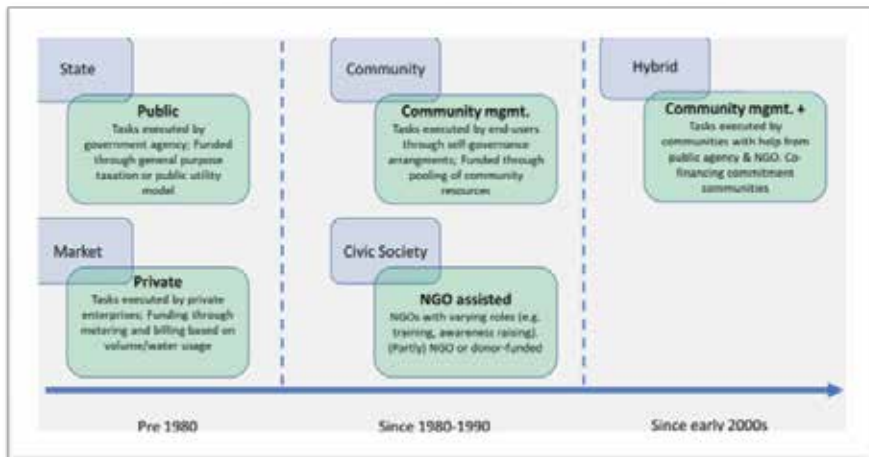 State
Public
Tasks executed by
government agency; Funded
through general purpose
taxation or public utility
model
Market
Private
Tasks executed by private
enterprises; Funding through
metering and billing based on
volume/water usage
Community
Community mgmt.
Tasks executed by end-users
through self-governance
arrangments; Funded through
pooling of community
resources
Civic Society
NGO assisted
NGOs with varying roles (e.g.
training, awareness raising).
(Partly) NGO or donor-funded
Hybrid
Community mgmt. +
Tasks executed by
communities with help from
public agency & NGO. Co-
financing commitment
communities
Pre 1980
Since 1980-1990
Since early 2000s